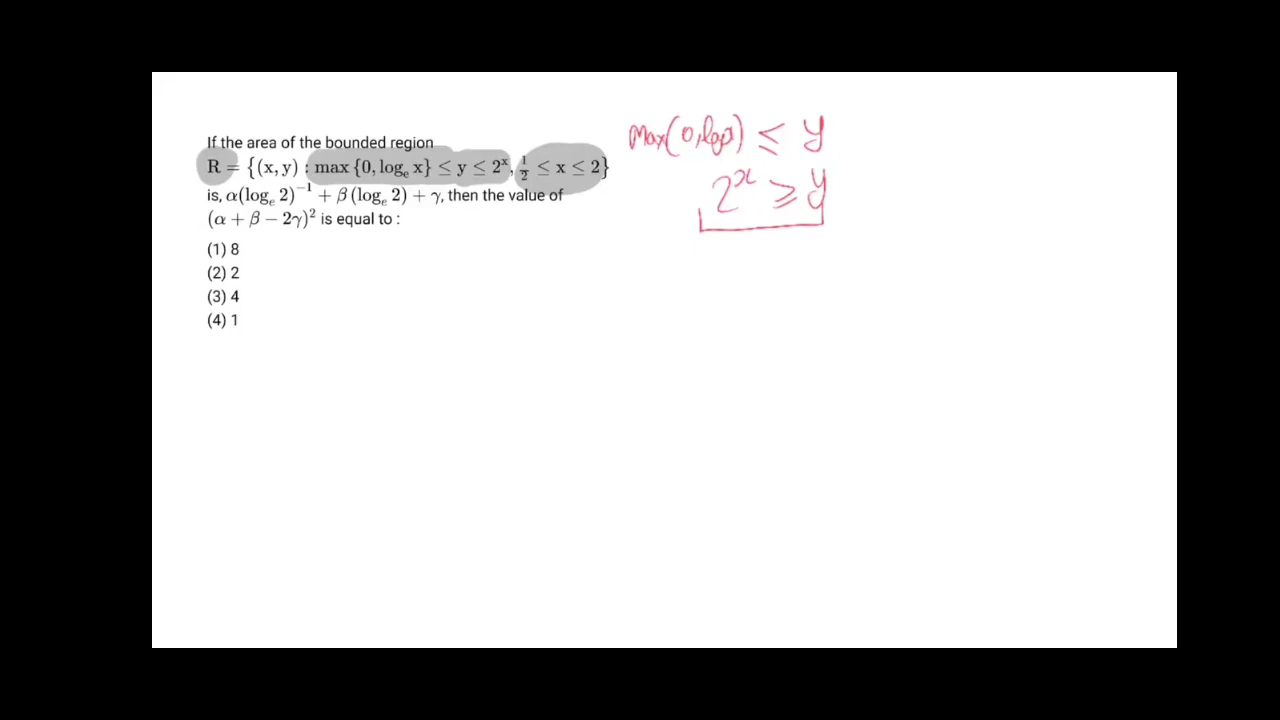 If the area of the bounded region
R = {(x, y) : max {0, logₑ x} ≤ y ≤ 2ˣ, 1/2 ≤ x ≤ 2}
is, α(logₑ 2)⁻¹ + β (logₑ 2) + γ, then the value of
(α + β − 2γ)² is equal to :
(1) 8
(2) 2
(3) 4
(4) 1
Max(0, logx) ≤ y
2ˣ ≥ y